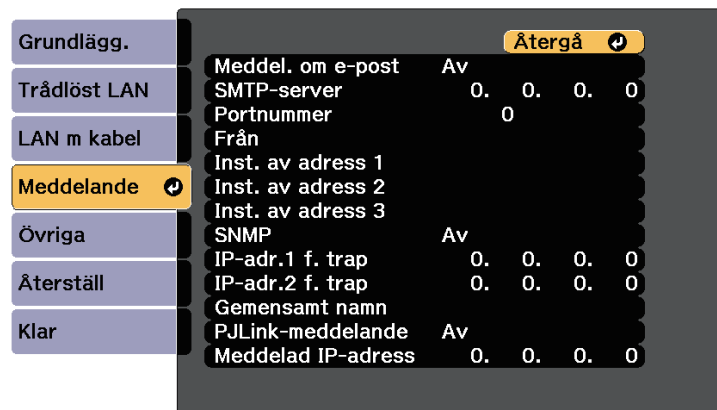 Grundlägg.
Trådlöst LAN
LAN m kabel
Meddelande
Övriga
Återställ
Klar
Återgå
Meddel. om e-post Av
SMTP-server 0. 0. 0. 0
Portnummer 0
Från
Inst. av adress 1
Inst. av adress 2
Inst. av adress 3
SNMP Av
IP-adr.1 f. trap 0. 0. 0. 0
IP-adr.2 f. trap 0. 0. 0. 0
Gemensamt namn
PJLink-meddelande Av
Meddelad IP-adress 0. 0. 0. 0